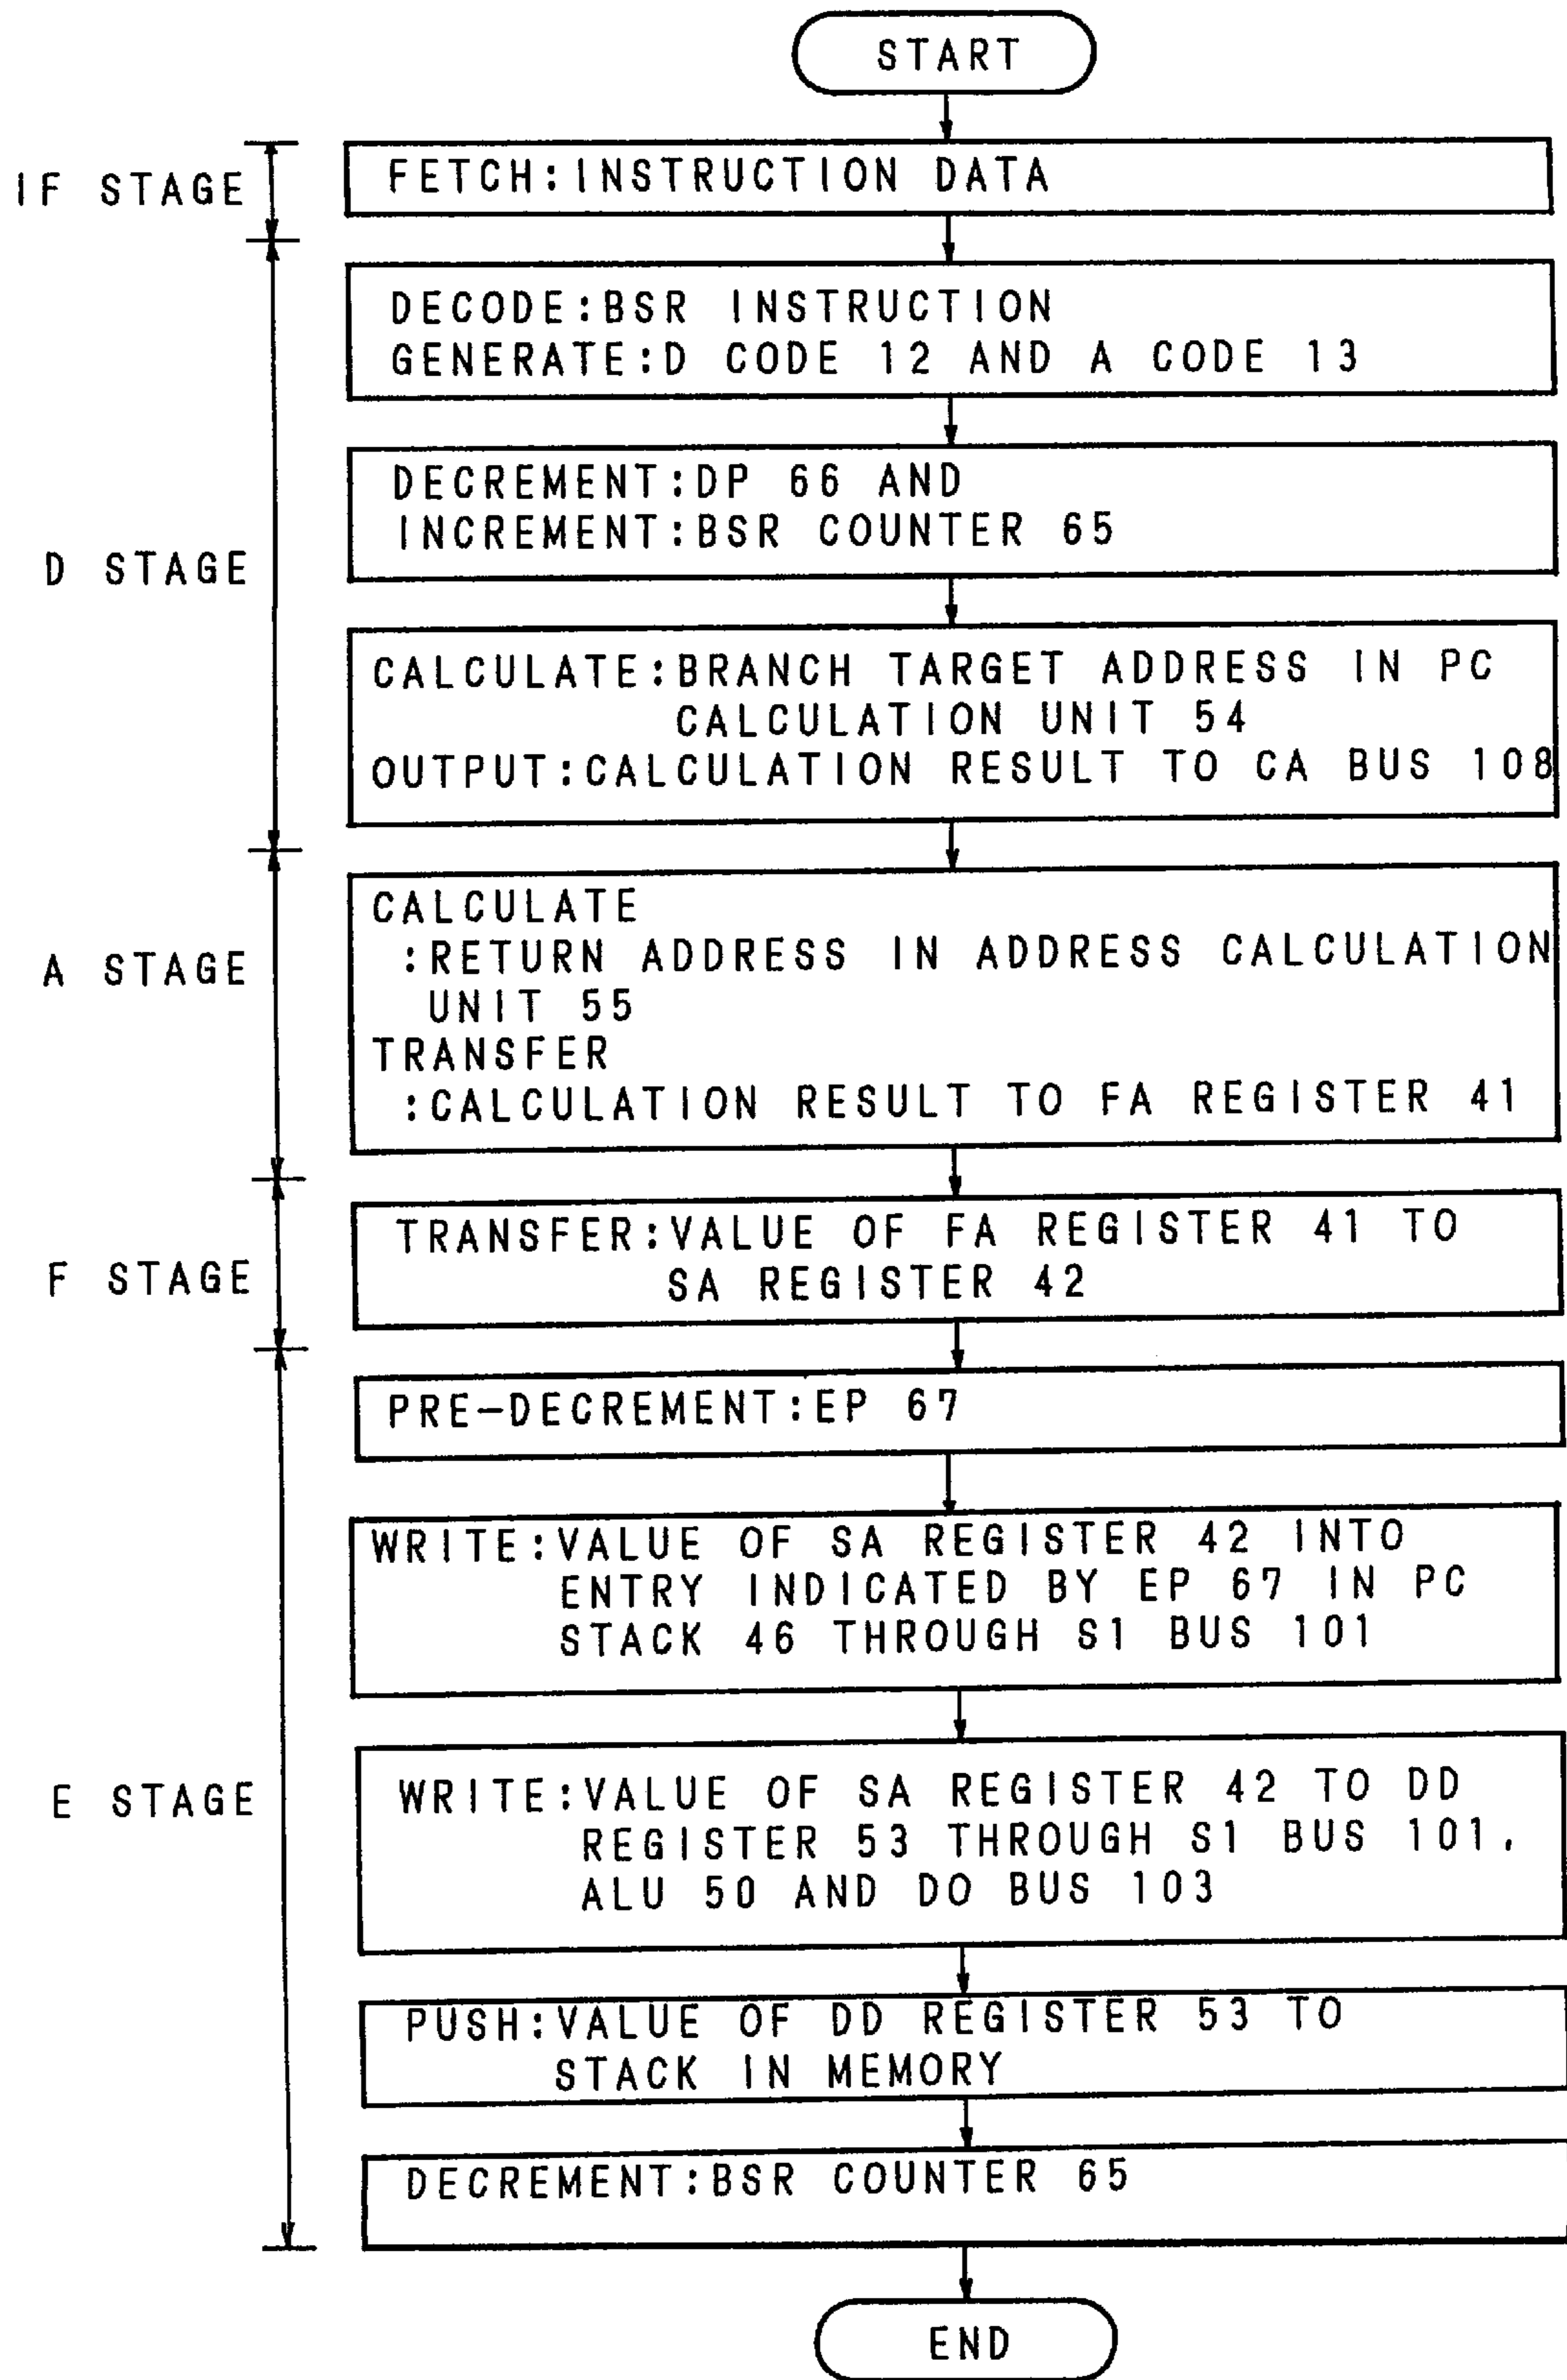 START
IF STAGE
FETCH:INSTRUCTION DATA
DECODE:BSR INSTRUCTION
GENERATE:D CODE 12 AND A CODE 13
DECREMENT:DP 66 AND
INCREMENT:BSR COUNTER 65
D STAGE
CALCULATE:BRANCH TARGET ADDRESS IN PC
CALCULATION UNIT 54
OUTPUT:CALCULATION RESULT TO CA BUS 108
A STAGE
CALCULATE
:RETURN ADDRESS IN ADDRESS CALCULATION
UNIT 55
TRANSFER
:CALCULATION RESULT TO FA REGISTER 41
F STAGE
TRANSFER:VALUE OF FA REGISTER 41 TO
SA REGISTER 42
PRE-DECREMENT:EP 67
WRITE:VALUE OF SA REGISTER 42 INTO
ENTRY INDICATED BY EP 67 IN PC
STACK 46 THROUGH S1 BUS 101
E STAGE
WRITE:VALUE OF SA REGISTER 42 TO DD
REGISTER 53 THROUGH S1 BUS 101,
ALU 50 AND DO BUS 103
PUSH:VALUE OF DD REGISTER 53 TO
STACK IN MEMORY
DECREMENT:BSR COUNTER 65
END